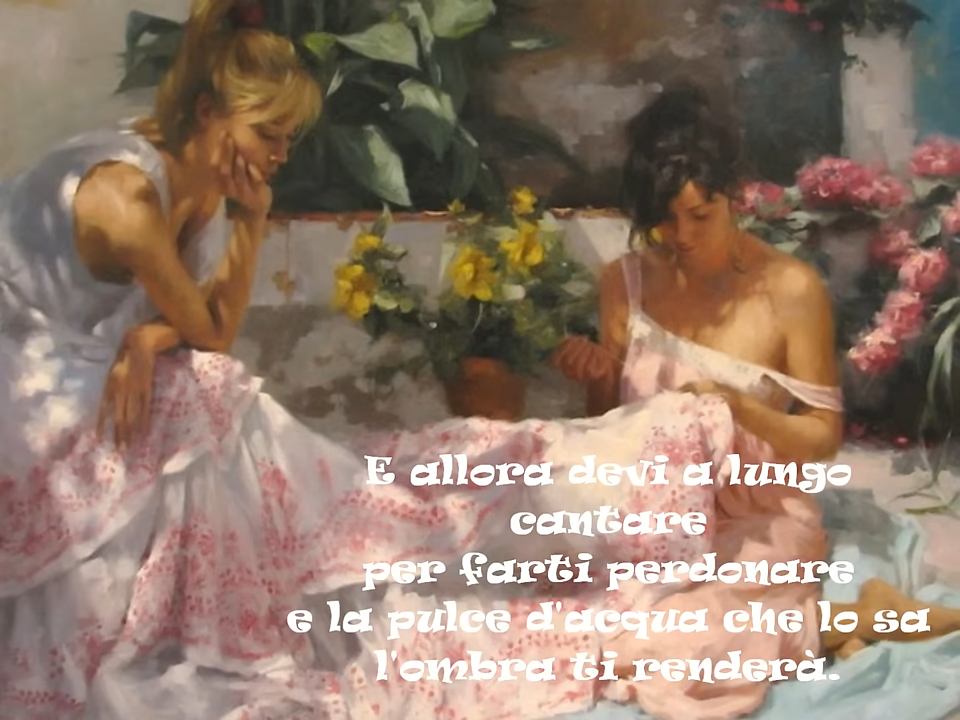 E allora devi a lungo
cantare
per farti perdonare
e la pulce d'acqua che lo sa
l'ombra ti renderà.